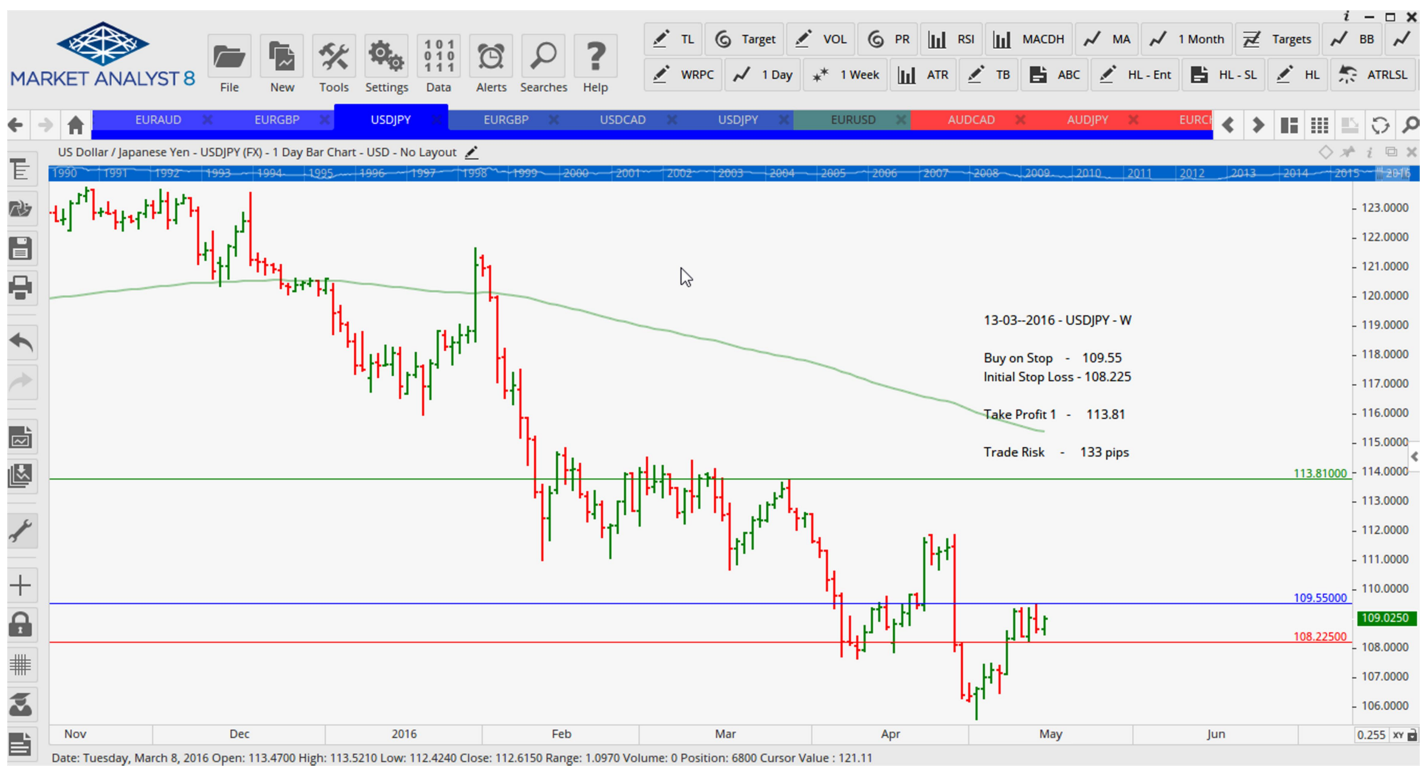 i
MARKET ANALYST 8
File New Tools Settings 101 010 111 Data Alerts Searches ? Help
TL Target VOL PR RSI MACDH MA 1 Month Targets BB
WRPC 1 Day 1 Week ATR TB ABC HL - Ent HL - SL HL ATRLSL
EURAUD EURGBP USDJPY EURGBP USDCAD USDJPY EURUSD AUDCAD AUDJPY EURCH
US Dollar / Japanese Yen - USDJPY (FX) - 1 Day Bar Chart - USD - No Layout
1990 1991 1992 1993 1994 1995 1996 1997 1998 1999 2000 2001 2002 2003 2004 2005 2006 2007 2008 2009 2010 2011 2012 2013 2014 2015 2016
123.0000
122.0000
121.0000
120.0000
119.0000
118.0000
117.0000
116.0000
115.0000
114.0000
113.0000
112.0000
111.0000
110.0000
109.0250
108.0000
107.0000
106.0000
13-03--2016 - USDJPY - W
Buy on Stop - 109.55
Initial Stop Loss - 108.225
Take Profit 1 - 113.81
Trade Risk - 133 pips
113.81000
109.55000
108.22500
Nov Dec 2016 Feb Mar Apr May Jun 0.255 XY
Date: Tuesday, March 8, 2016 Open: 113.4700 High: 113.5210 Low: 112.4240 Close: 112.6150 Range: 1.0970 Volume: 0 Position: 6800 Cursor Value : 121.11